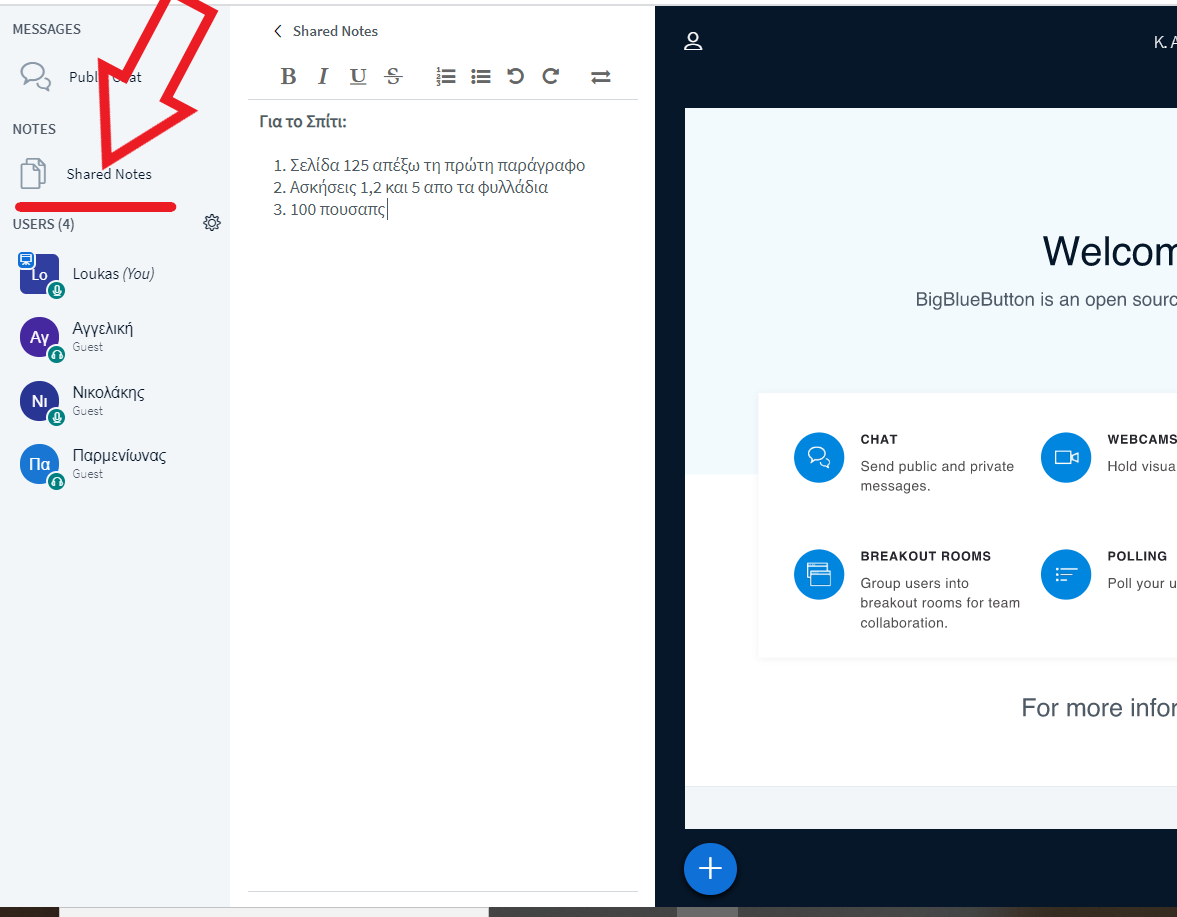 MESSAGES
Public Chat
NOTES
Shared Notes
USERS (4)
Lo
Loukas (You)
Αγ
Αγγελική
Guest
Νι
Νικολάκης
Guest
Πα
Παρμενίωνας
Guest
Shared Notes
B I U S
Για το Σπίτι:
1. Σελίδα 125 απέξω τη πρώτη παράγραφο
2. Ασκήσεις 1,2 και 5 απο τα φυλλάδια
3. 100 πουσαπς
K. A
Welcom
BigBlueButton is an open sourc
CHAT
Send public and private
messages.
WEBCAMS
Hold visua
BREAKOUT ROOMS
Group users into
breakout rooms for team
collaboration.
POLLING
Poll your u
For more infor